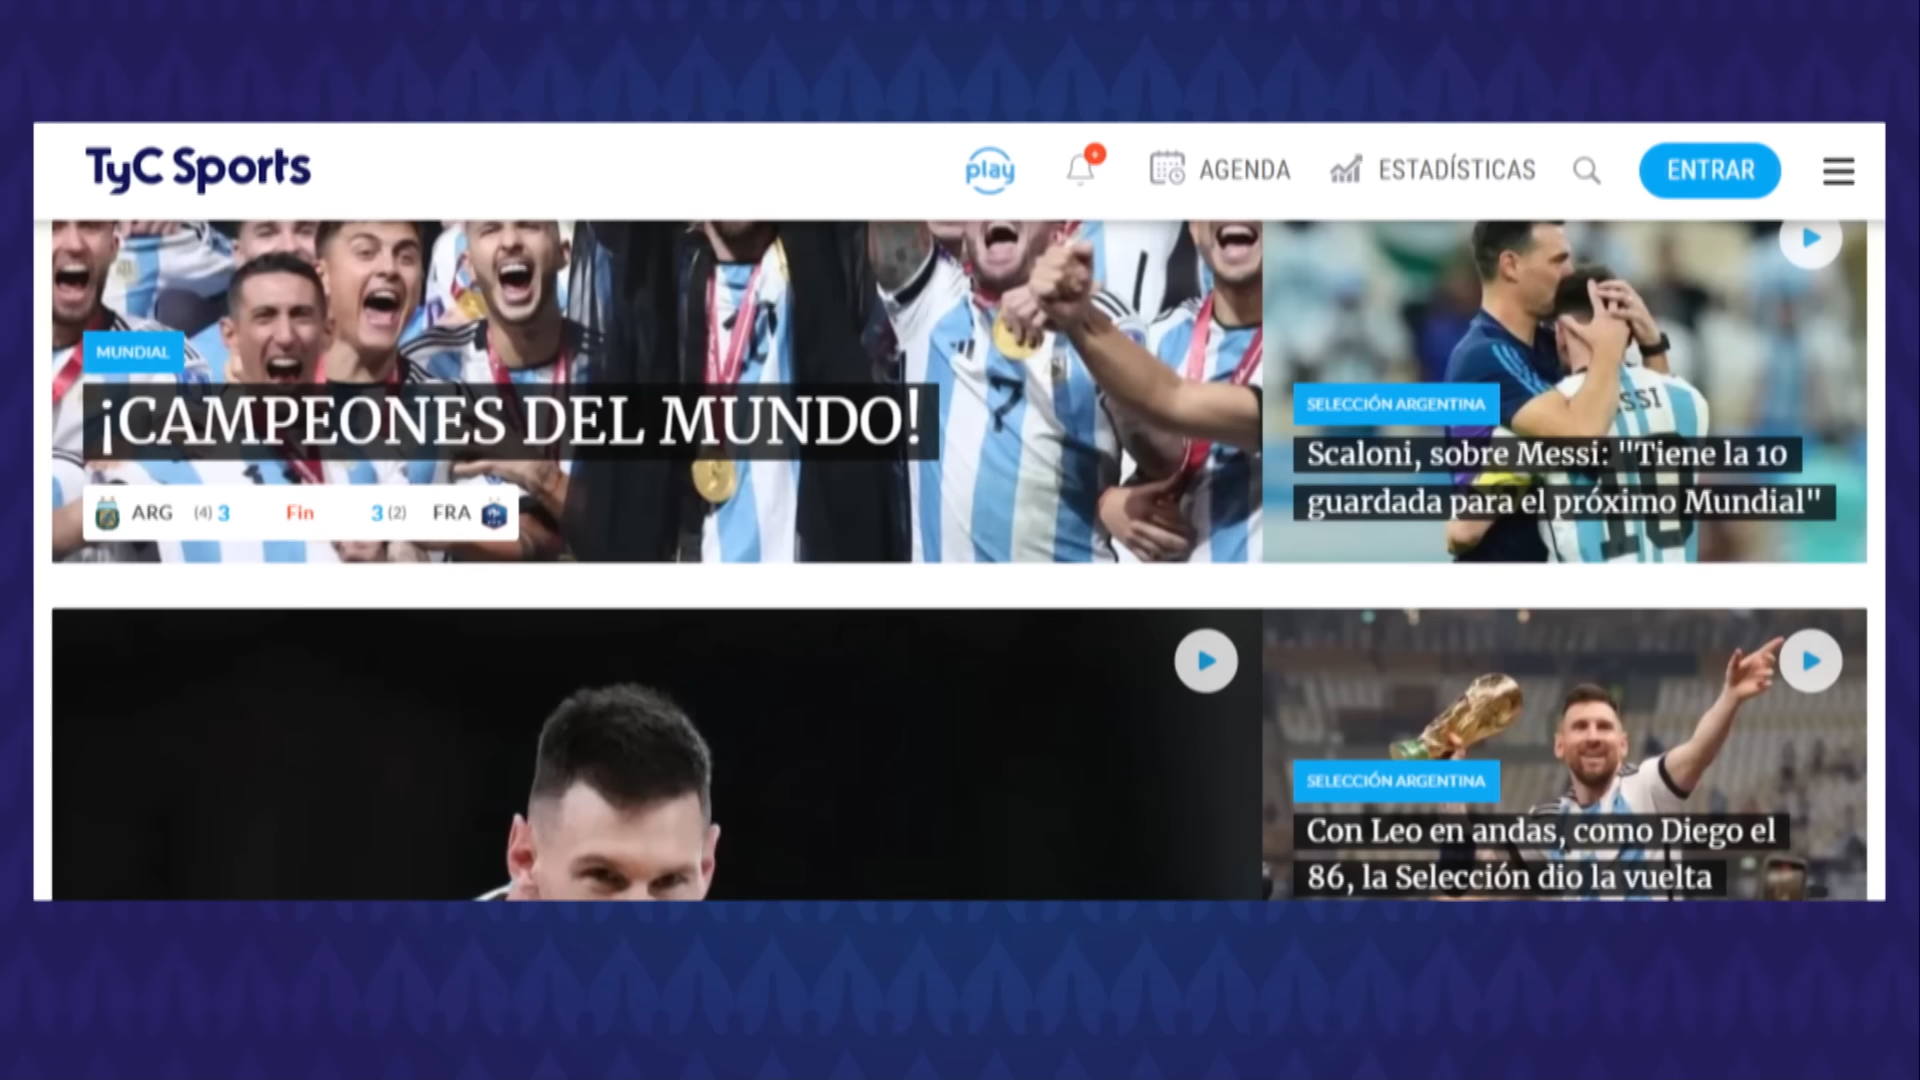 TyC Sports
play
AGENDA
ESTADÍSTICAS
ENTRAR
MUNDIAL
¡CAMPEONES DEL MUNDO!
ARG (4) 3 Fin 3 (2) FRA
7
SELECCIÓN ARGENTINA
Scaloni, sobre Messi: "Tiene la 10
guardada para el próximo Mundial"
10
SELECCIÓN ARGENTINA
Con Leo en andas, como Diego el
86, la Selección dio la vuelta